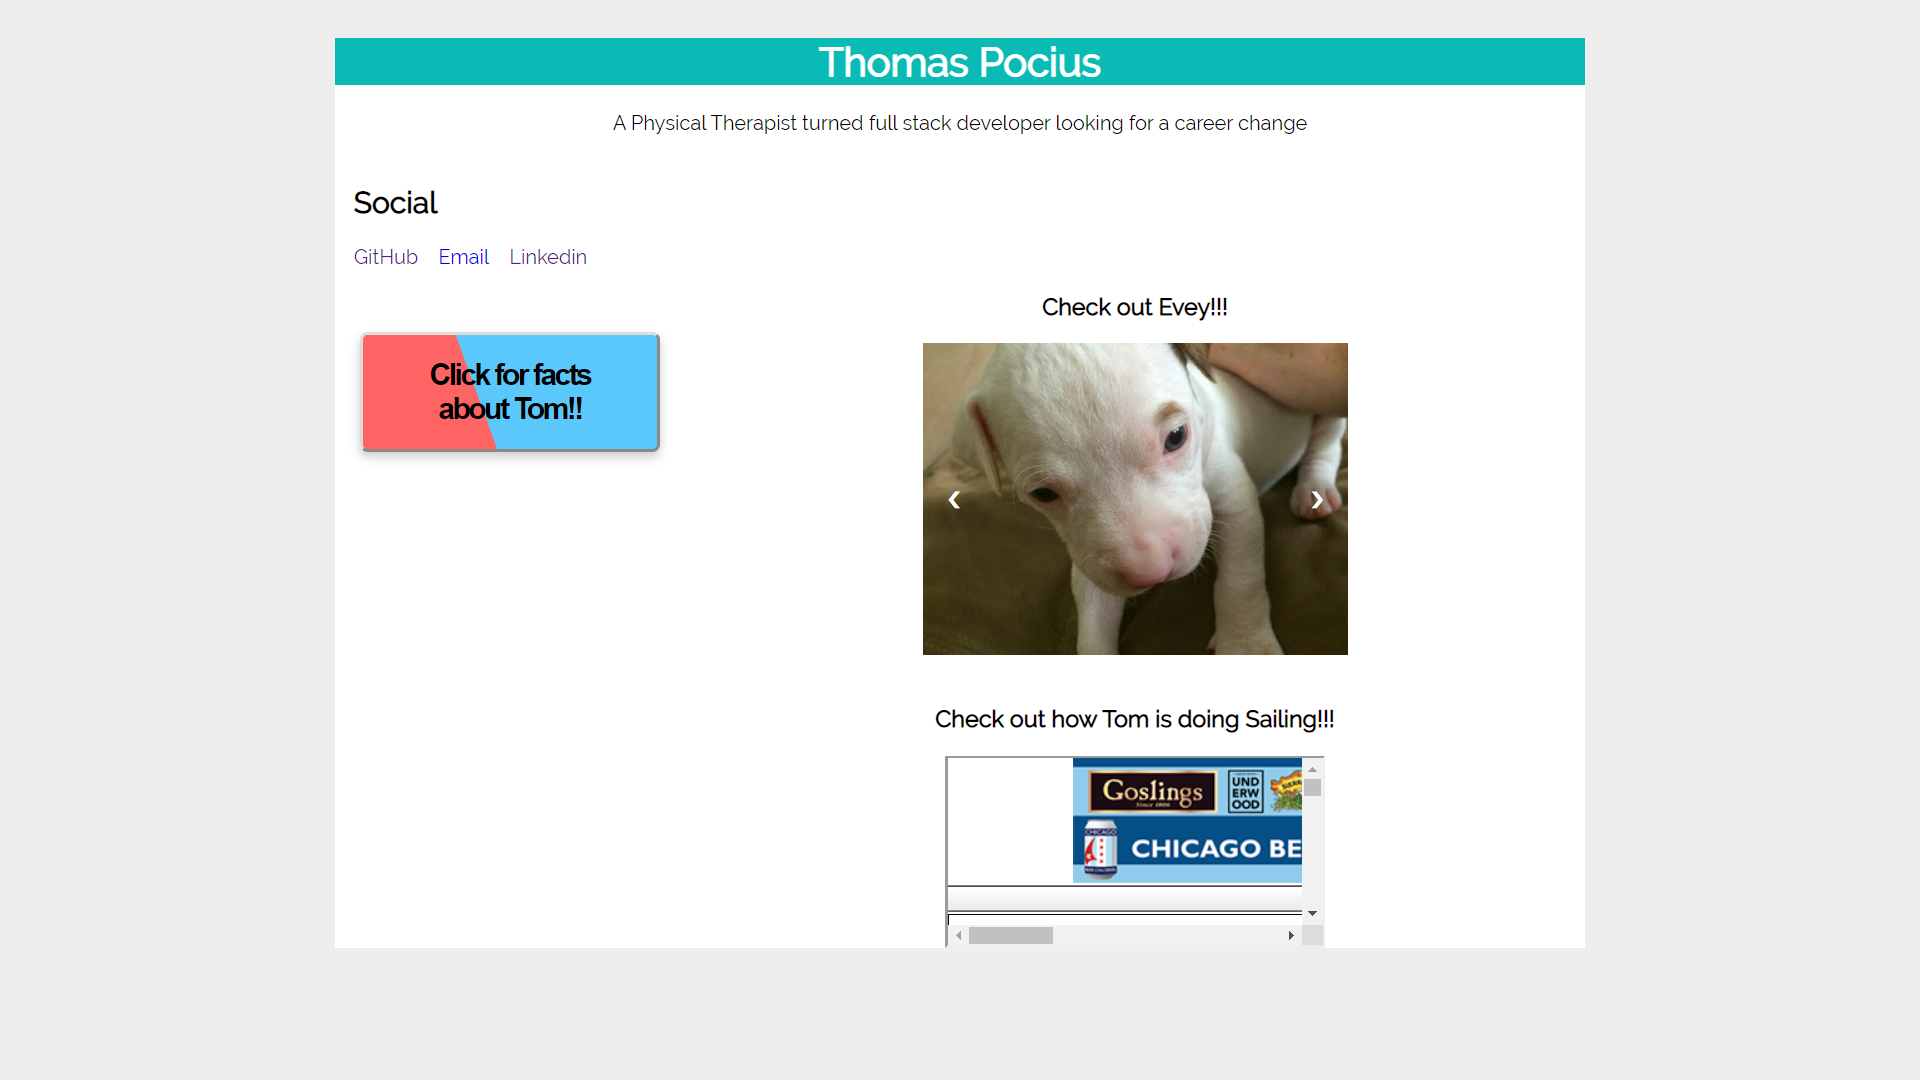 Thomas Pocius
A Physical Therapist turned full stack developer looking for a career change
Social
GitHub Email Linkedin
Check out Evey!!!
Click for facts
about Tom!!
❮ ❯
Check out how Tom is doing Sailing!!!
Goslings
UND
ERW
OOD
CHICAGO
CHICAGO BE